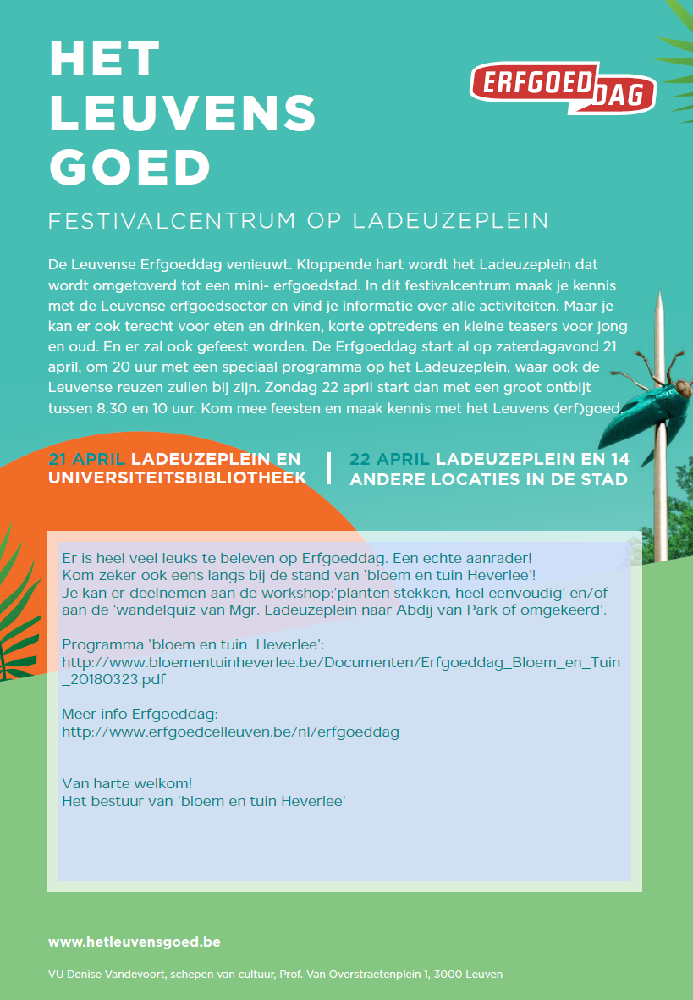 HET
LEUVENS
GOED
ERFGOED
DAG
FESTIVALCENTRUM OP LADEUZEPLEIN
De Leuvense Erfgoeddag venieuwt. Kloppende hart wordt het Ladeuzeplein dat
wordt omgetoverd tot een mini- erfgoedstad. In dit festivalcentrum maak je kennis
met de Leuvense erfgoedsector en vind je informatie over alle activiteiten. Maar je
kan er ook terecht voor eten en drinken, korte optredens en kleine teasers voor jong
en oud. En er zal ook gefeest worden. De Erfgoeddag start al op zaterdagavond 21
april, om 20 uur met een speciaal programma op het Ladeuzeplein, waar ook de
Leuvense reuzen zullen bij zijn. Zondag 22 april start dan met een groot ontbijt
tussen 8.30 en 10 uur. Kom mee feesten en maak kennis met het Leuvens (erf)goed.
21 APRIL LADEUZEPLEIN EN
UNIVERSITEITSBIBLIOTHEEK
22 APRIL LADEUZEPLEIN EN 14
ANDERE LOCATIES IN DE STAD
Er is heel veel leuks te beleven op Erfgoeddag. Een echte aanrader!
Kom zeker ook eens langs bij de stand van 'bloem en tuin Heverlee'!
Je kan er deelnemen aan de workshop:'planten stekken, heel eenvoudig' en/of
aan de 'wandelquiz van Mgr. Ladeuzeplein naar Abdij van Park of omgekeerd'.
Programma 'bloem en tuin  Heverlee':
http://www.bloementuinheverlee.be/Documenten/Erfgoeddag_Bloem_en_Tuin
_20180323.pdf
Meer info Erfgoeddag:
http://www.erfgoedcelleuven.be/nl/erfgoeddag
Van harte welkom!
Het bestuur van 'bloem en tuin Heverlee'
www.hetleuvensgoed.be
VU Denise Vandevoort, schepen van cultuur, Prof. Van Overstraetenplein 1, 3000 Leuven